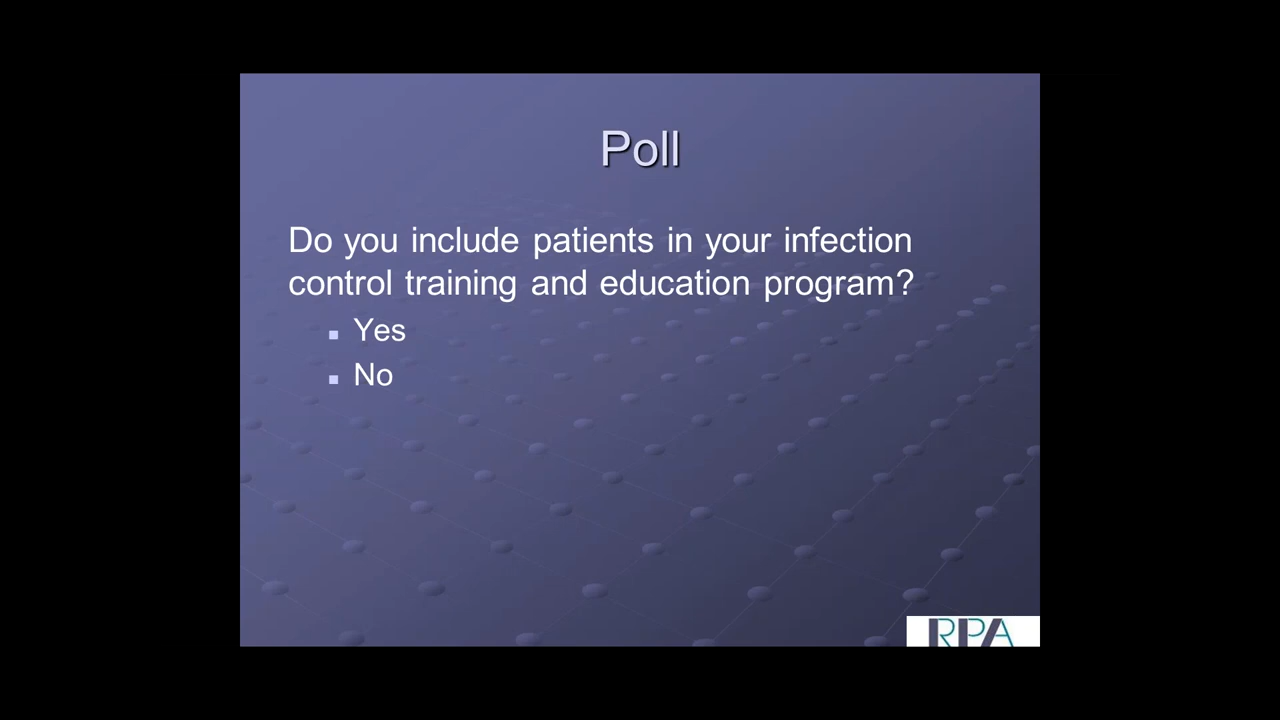 Poll
Do you include patients in your infection
control training and education program?
Yes
No
RPA